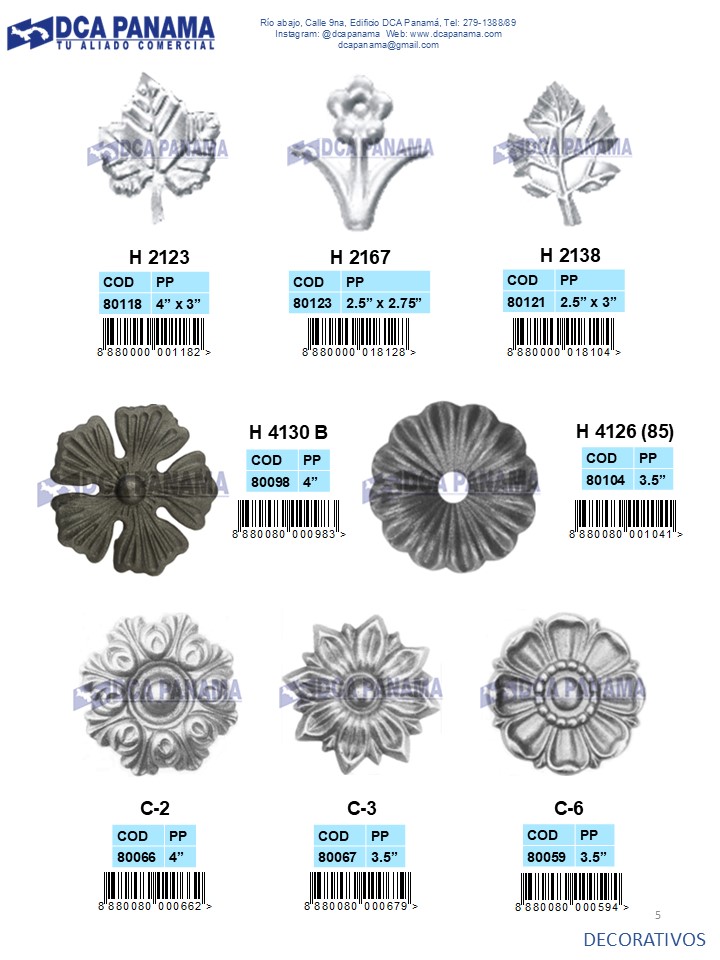 DCA PANAMA
TU ALIADO COMERCIAL
Río abajo, Calle 9na, Edificio DCA Panamá, Tel: 279-1388/89
Instagram: @dcapanama Web: www.dcapanama.com
dcapanama@gmail.com
DCA PANAMA DCA PANAMA DCA PANAMA
H 2123 H 2167 H 2138
COD PP COD PP COD PP
80118 4” x 3” 80123 2.5” x 2.75” 80121 2.5” x 3”
8 880000 001182 > 8 880000 018128 > 8 880000 018104 >
H 4130 B H 4126 (85)
COD PP COD PP
80098 4” 80104 3.5”
DCA PANAMA DCA PANAMA
8 880080 000983 > 8 880080 001041 >
DCA PANAMA DCA PANAMA DCA PANAMA
C-2 C-3 C-6
COD PP COD PP COD PP
80066 4” 80067 3.5” 80059 3.5”
8 880080 000662 > 8 880080 000679 > 8 880080 000594 >
5
DECORATIVOS